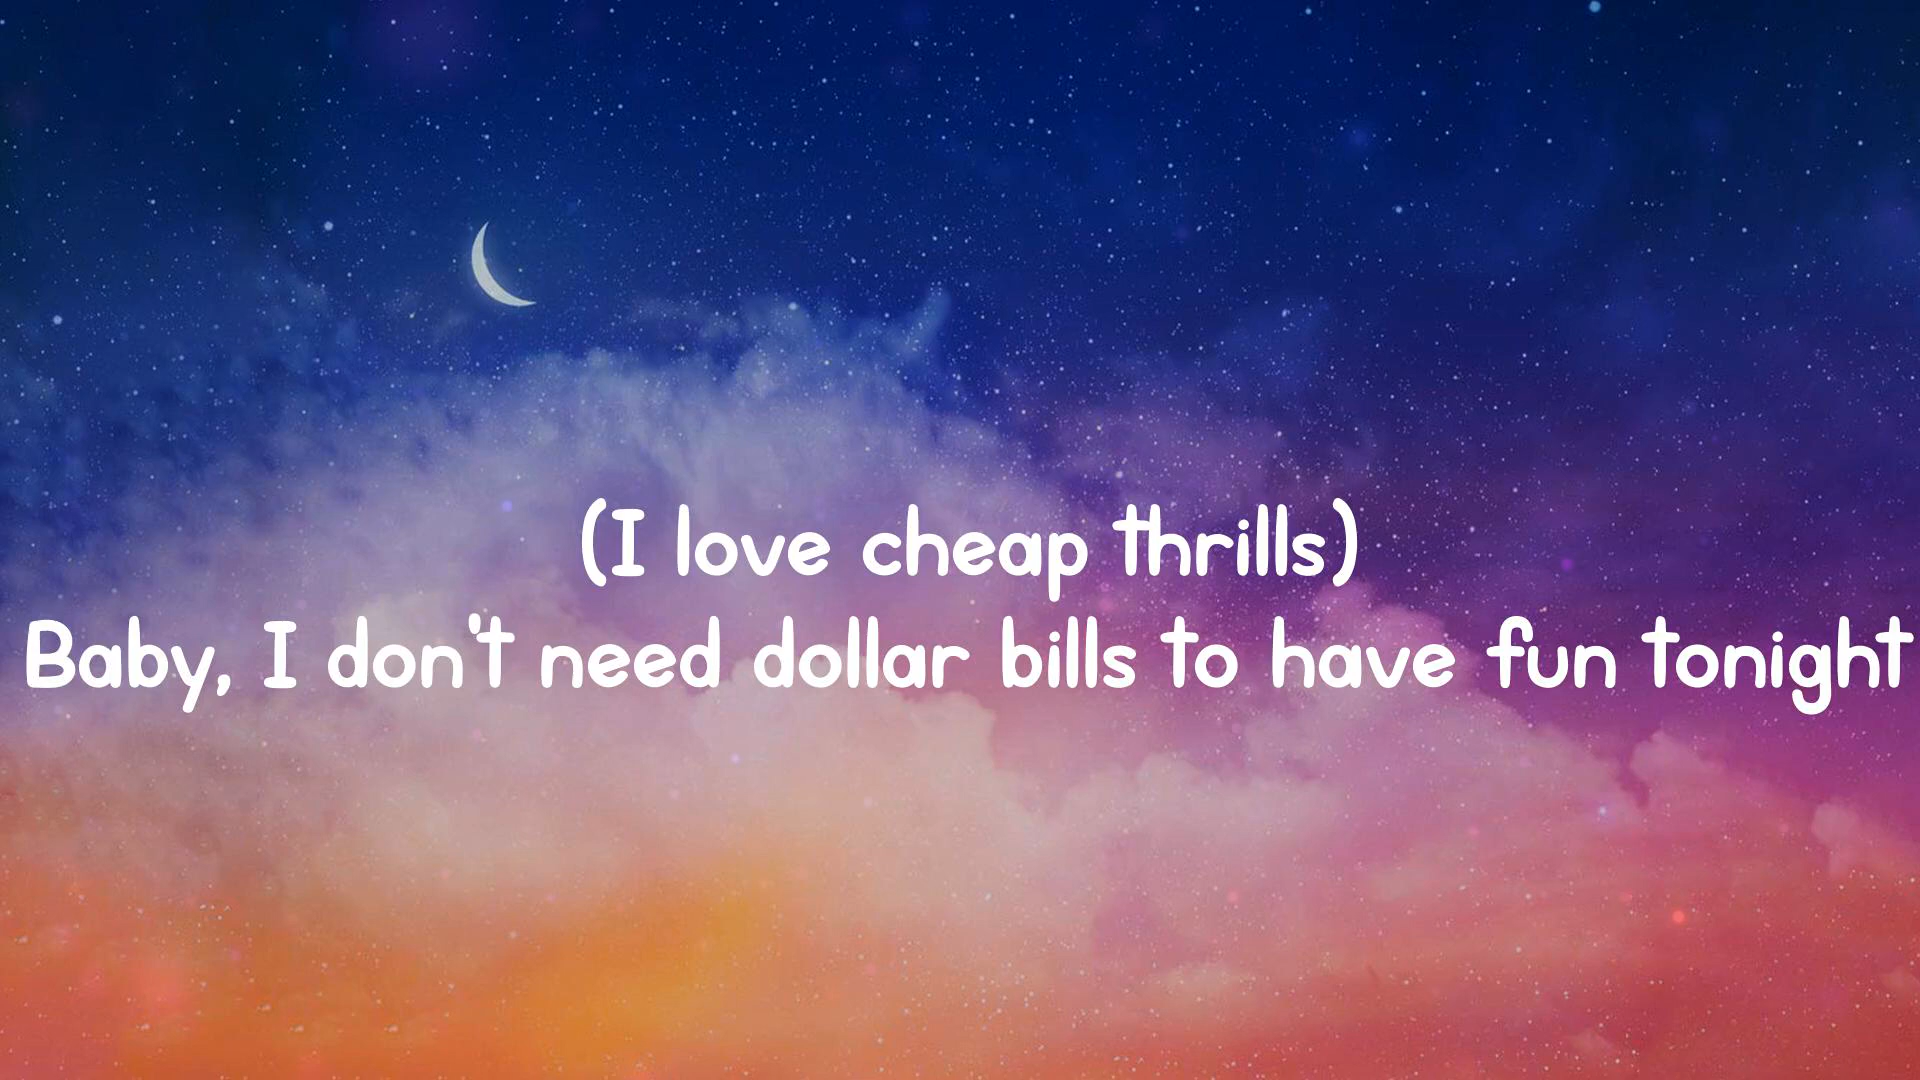 (I love cheap thrills)
Baby, I don't need dollar bills to have fun tonight